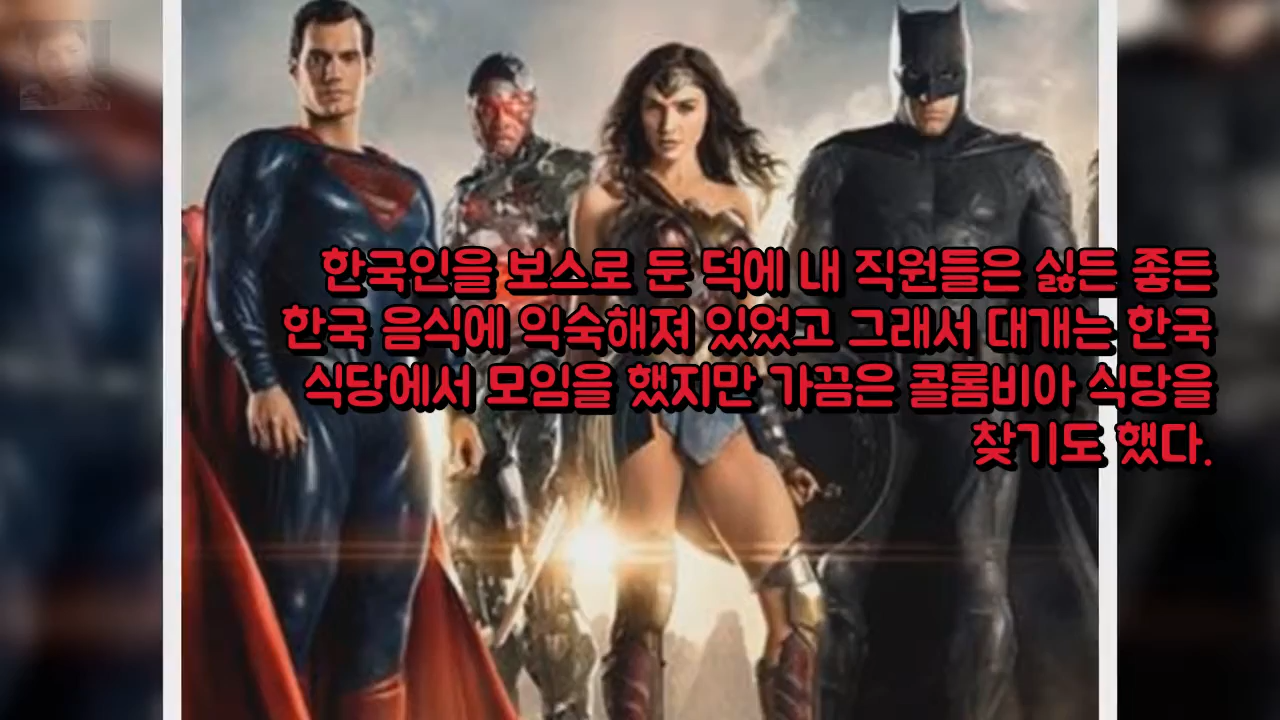 한국인을 보스로 둔 덕에 내 직원들은 싫든 좋든
한국 음식에 익숙해져 있었고 그래서 대개는 한국
식당에서 모임을 했지만 가끔은 콜롬비아 식당을
찾기도 했다.